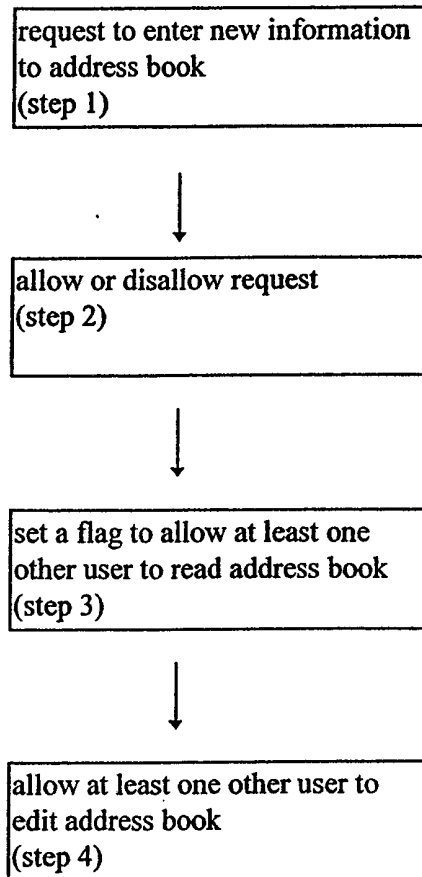 request to enter new information
to address book
(step 1)
allow or disallow request
(step 2)
set a flag to allow at least one
other user to read address book
(step 3)
allow at least one other user to
edit address book
(step 4)